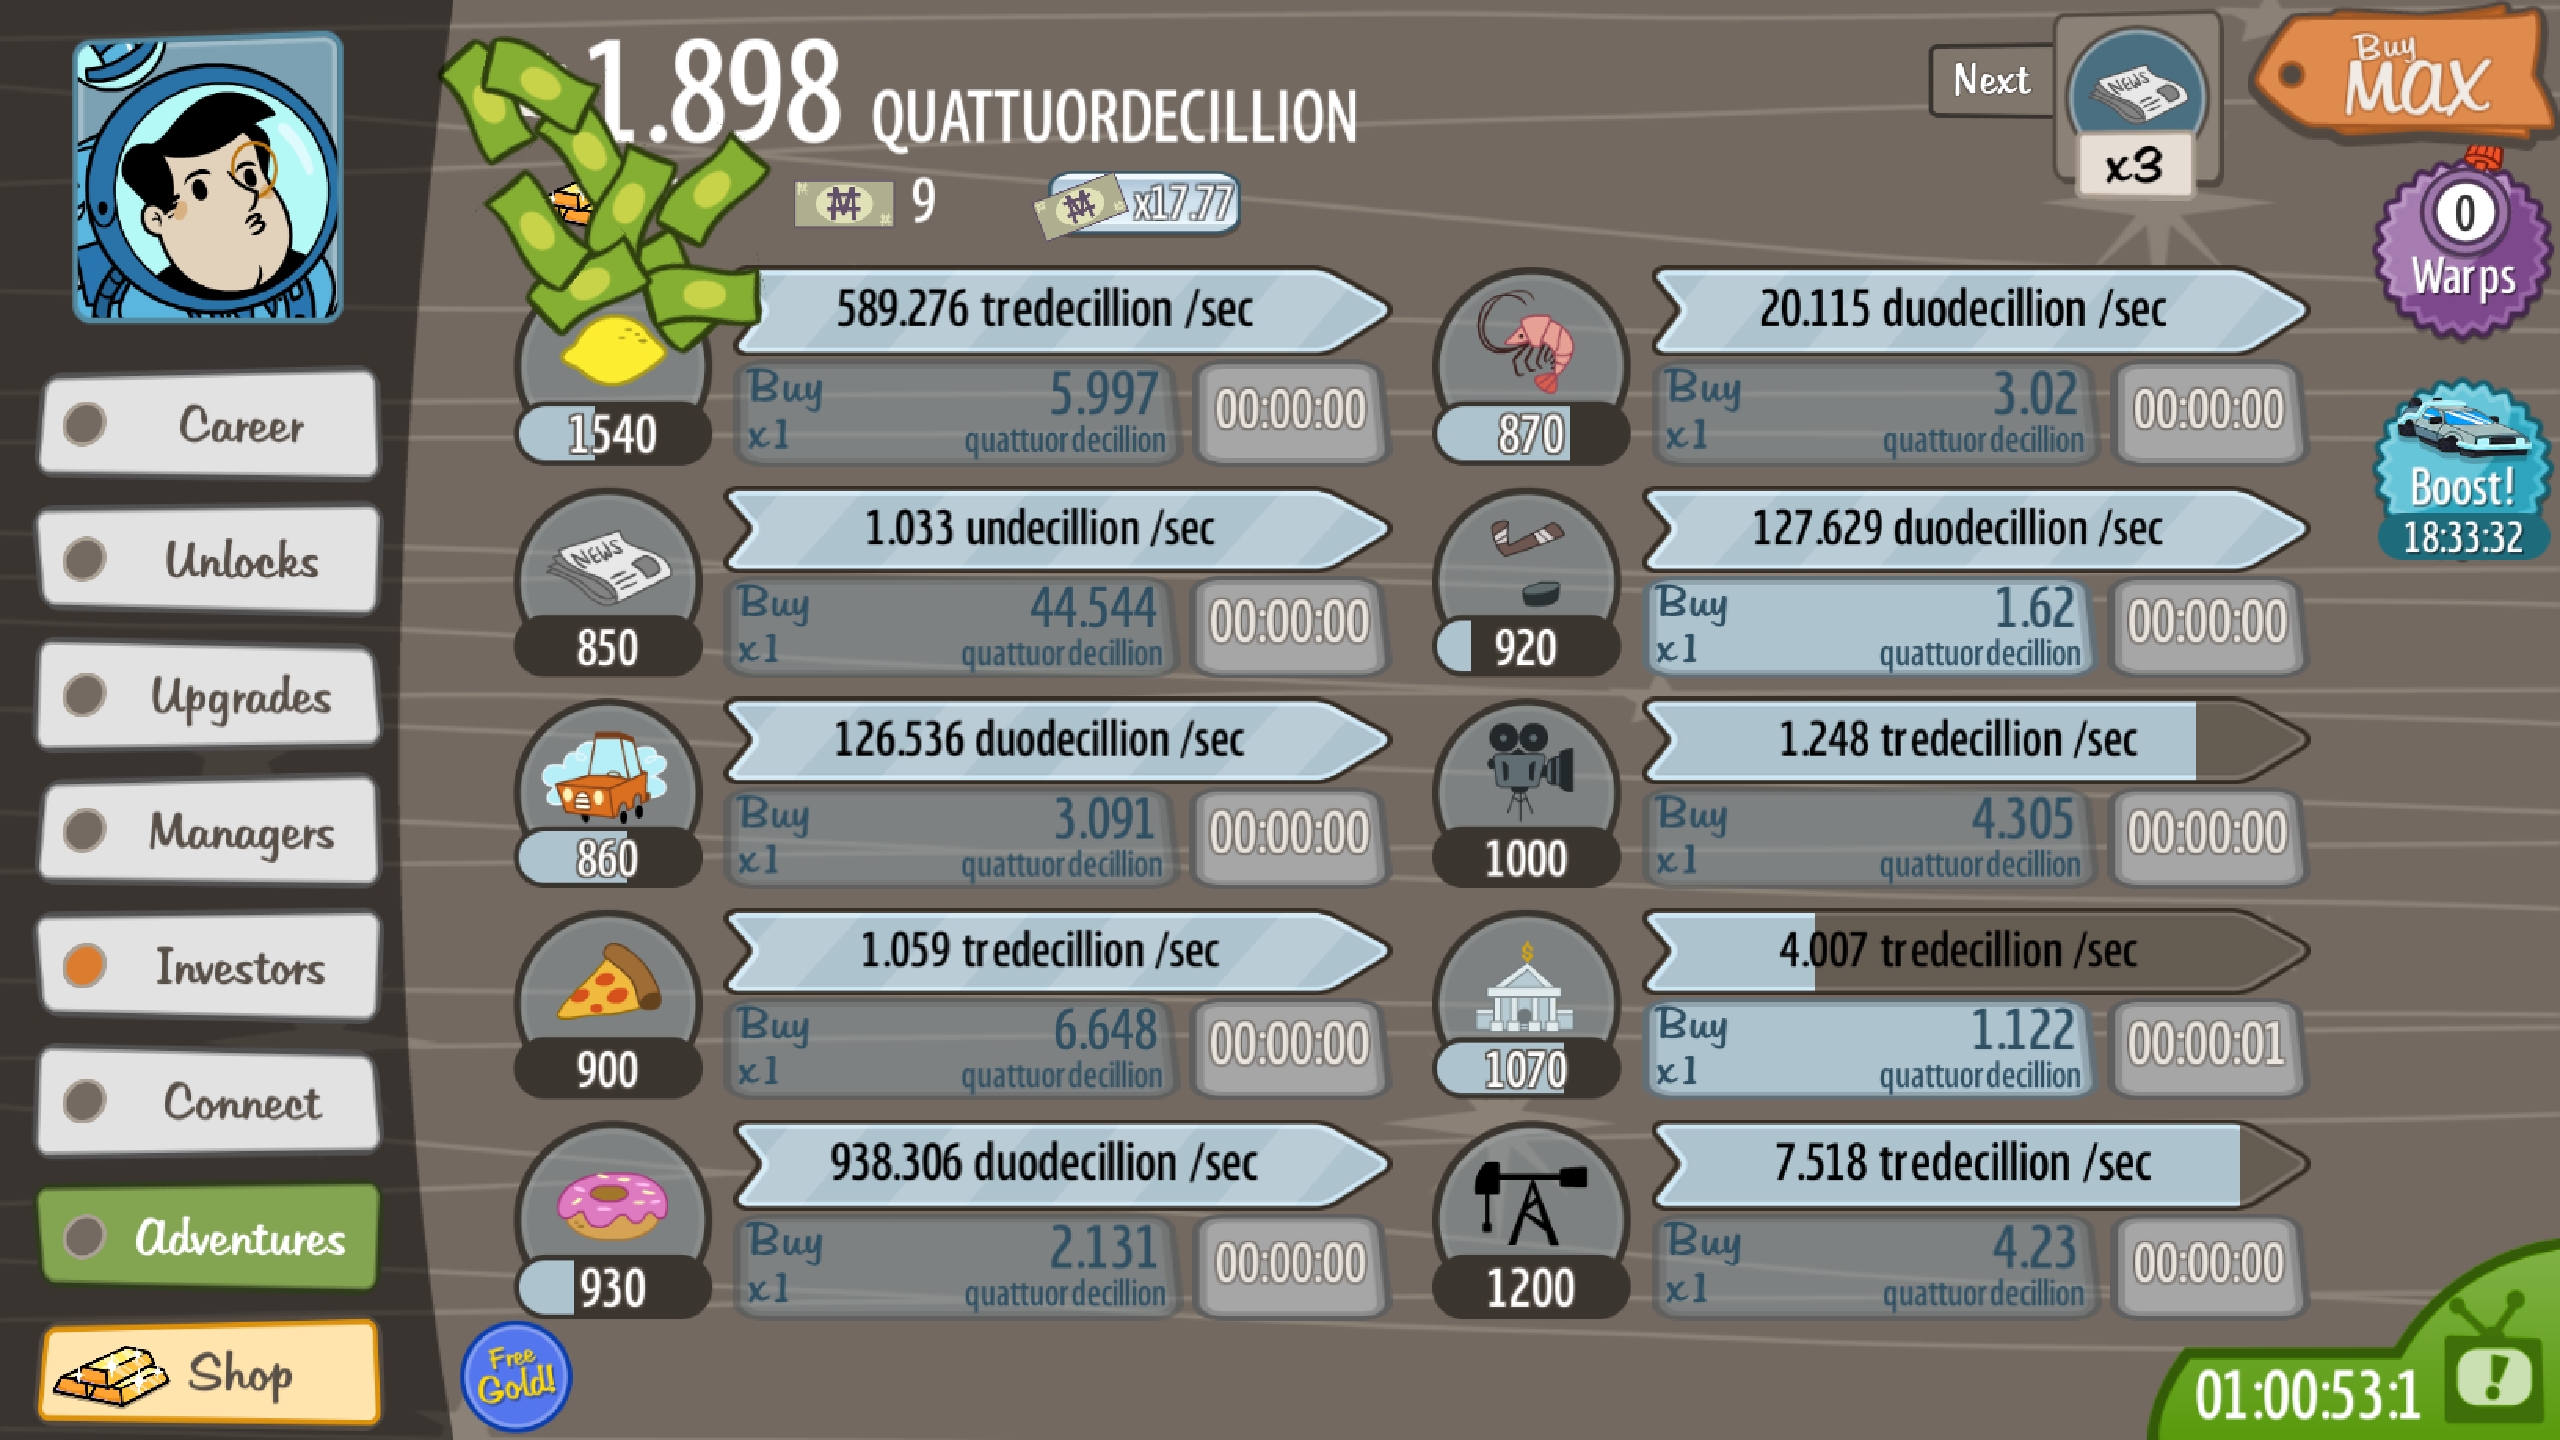 1.898 QUATTUORDECILLION
Next
x3
Buy
MAX
9
x17.77
0
Warps
Boost!
18:33:32
Career
Unlocks
Upgrades
Managers
Investors
Connect
Adventures
Shop
589.276 tredecillion /sec
1540
Buy
x1
5.997
quattuordecillion
00:00:00
20.115 duodecillion /sec
870
Buy
x1
3.02
quattuordecillion
00:00:00
NEWS
1.033 undecillion /sec
850
Buy
x1
44.544
quattuordecillion
00:00:00
127.629 duodecillion /sec
920
Buy
x1
1.62
quattuordecillion
00:00:00
126.536 duodecillion /sec
860
Buy
x1
3.091
quattuordecillion
00:00:00
1.248 tredecillion /sec
1000
Buy
x1
4.305
quattuordecillion
00:00:00
1.059 tredecillion /sec
900
Buy
x1
6.648
quattuordecillion
00:00:00
4.007 tredecillion /sec
1070
Buy
x1
1.122
quattuordecillion
00:00:01
938.306 duodecillion /sec
930
Buy
x1
2.131
quattuordecillion
00:00:00
7.518 tredecillion /sec
1200
Buy
x1
4.23
quattuordecillion
00:00:00
Free
Gold!
01:00:53:1